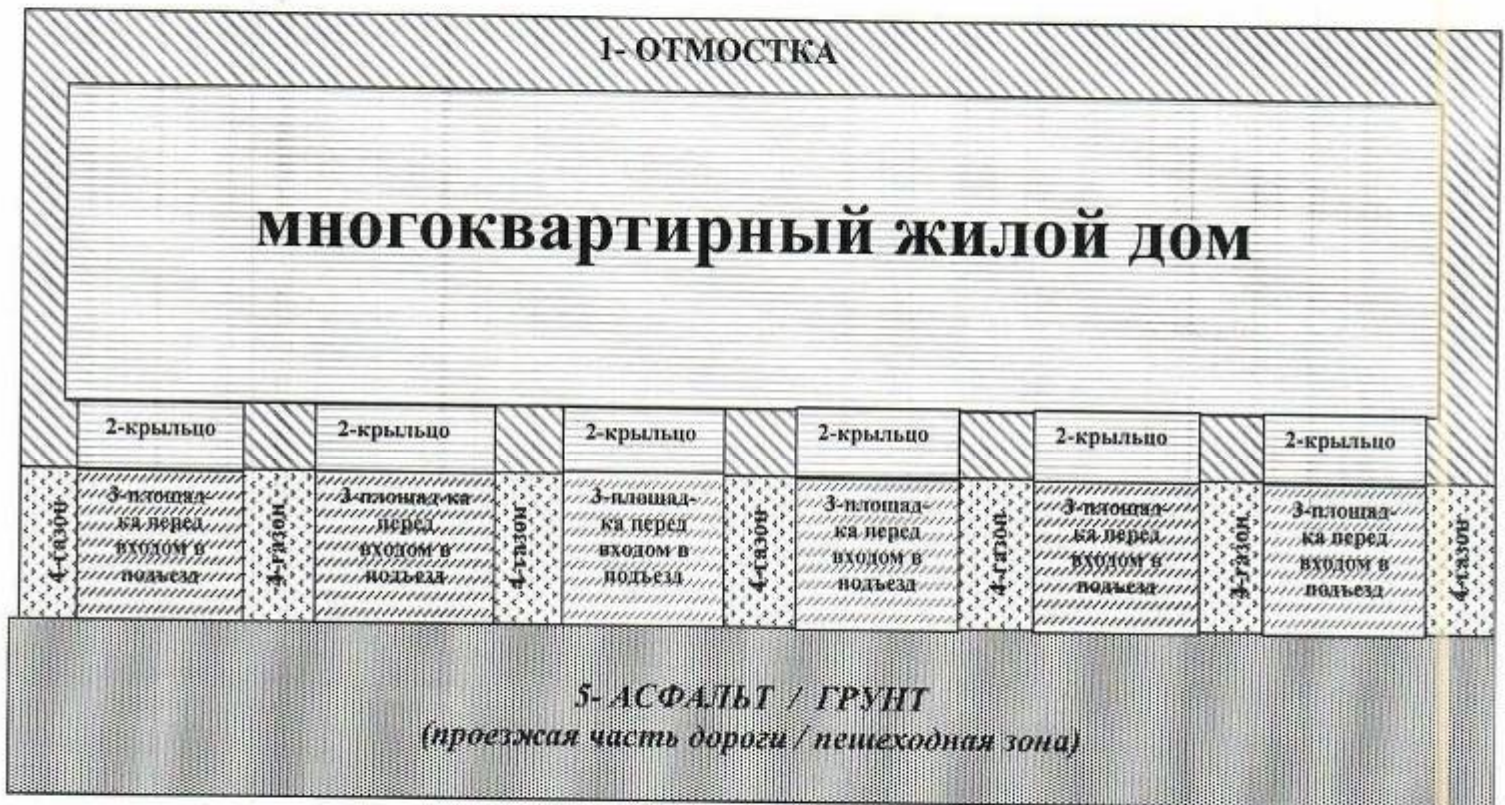 1- ОТМОСТКА
многоквартирный жилой дом
2-крыльцо
2-крыльцо
2-крыльцо
2-крыльцо
2-крыльцо
2-крыльцо
4-газон
3-площад-
ка перед
входом в
подъезд
4-газон
3-площад-ка
перед
входом в
подъезд
4-газон
3-площад-
ка перед
входом в
подъезд
4-газон
3-площад-
ка перед
входом в
подъезд
4-газон
3-площад-
ка перед
входом в
подъезд
4-газон
3-площад-
ка перед
входом в
подъезд
4-газон
5- АСФАЛЬТ / ГРУНТ
(проезжая часть дороги / пешеходная зона)